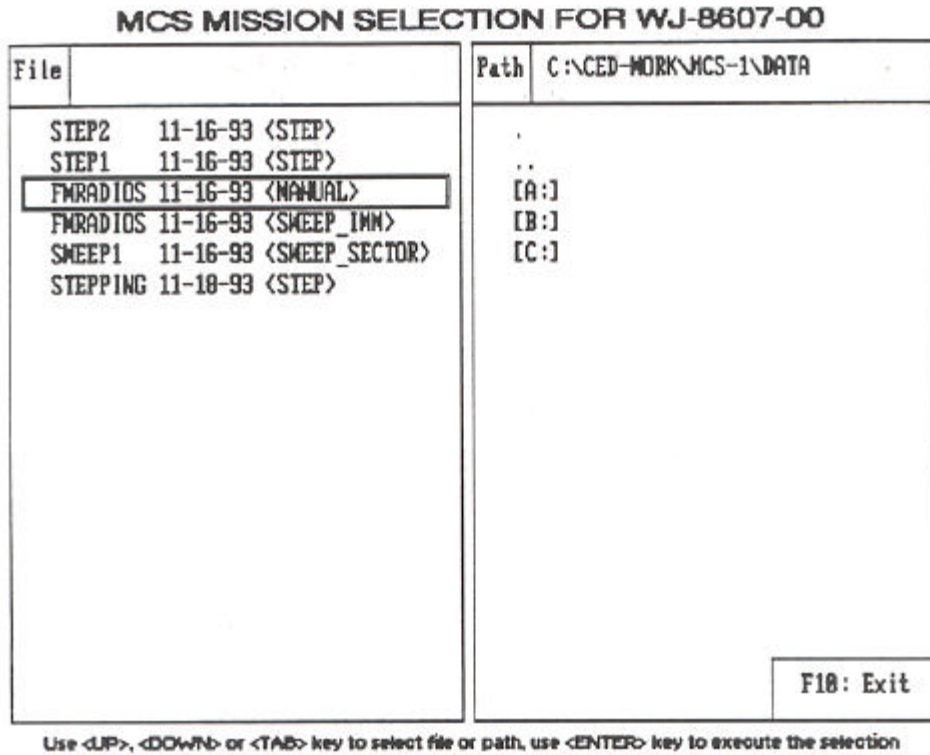 MCS MISSION SELECTION FOR WJ-8607-00
File
Path C:\CED-WORK\MCS-1\DATA
STEP2 11-16-93 <STEP>
STEP1 11-16-93 <STEP>
FMRADIOS 11-16-93 <MANUAL>
FMRADIOS 11-16-93 <SWEEP_IMM>
SWEEP1 11-16-93 <SWEEP_SECTOR>
STEPPING 11-18-93 <STEP>
.
..
[A:]
[B:]
[C:]
F10: Exit
Use <UP>, <DOWN> or <TAB> key to select file or path, use <ENTER> key to execute the selection